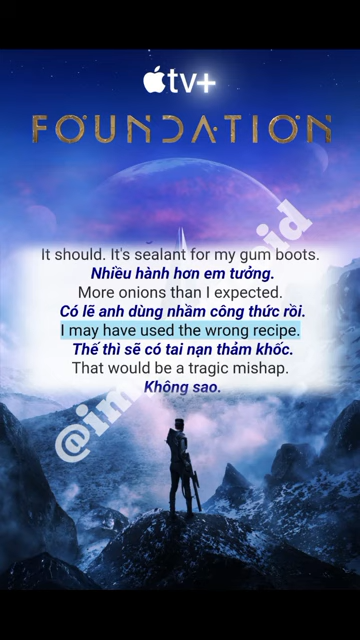 tv+
FOUNDATION
It should. It's sealant for my gum boots.
Nhiều hành hơn em tưởng.
More onions than I expected.
Có lẽ anh dùng nhầm công thức rồi.
I may have used the wrong recipe.
Thế thì sẽ có tai nạn thảm khốc.
That would be a tragic mishap.
Không sao.